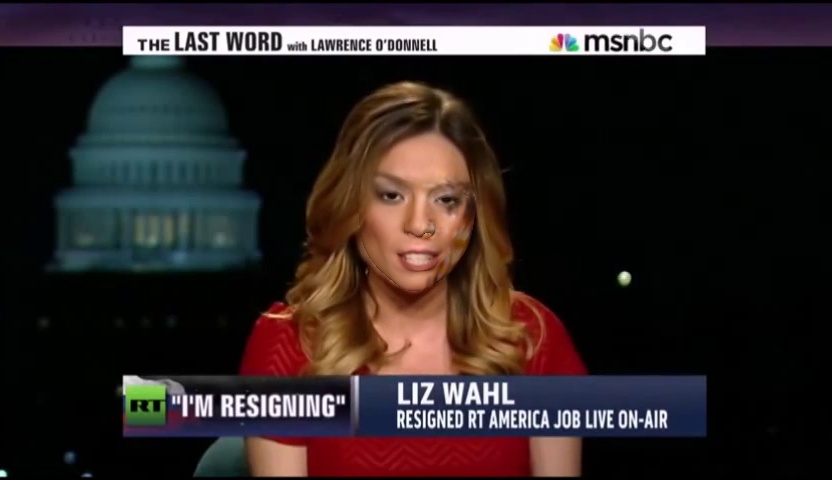 THE LAST WORD WITH LAWRENCE O'DONNELL
msnbc
RT "I'M RESIGNING"
LIZ WAHL
RESIGNED RT AMERICA JOB LIVE ON-AIR